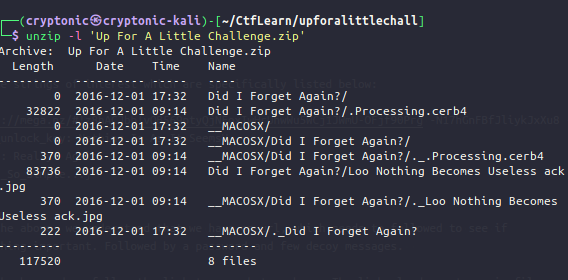 ┌──(cryptonic㉿cryptonic-kali)-[~/CtfLearn/upforalittlechall]
└─$ unzip -l 'Up For A Little Challenge.zip'
Archive:  Up For A Little Challenge.zip
  Length      Date    Time    Name
---------  ---------- -----   ----
        0  2016-12-01 17:32   Did I Forget Again?/
    32822  2016-12-01 09:14   Did I Forget Again?/.Processing.cerb4
        0  2016-12-01 17:32   __MACOSX/
        0  2016-12-01 17:32   __MACOSX/Did I Forget Again?/
      370  2016-12-01 09:14   __MACOSX/Did I Forget Again?/._.Processing.cerb4
    83736  2016-12-01 09:14   Did I Forget Again?/Loo Nothing Becomes Useless ack
.jpg
      370  2016-12-01 09:14   __MACOSX/Did I Forget Again?/._Loo Nothing Becomes
Useless ack.jpg
      222  2016-12-01 17:32   __MACOSX/._Did I Forget Again?
---------                     -------
   117520                     8 files